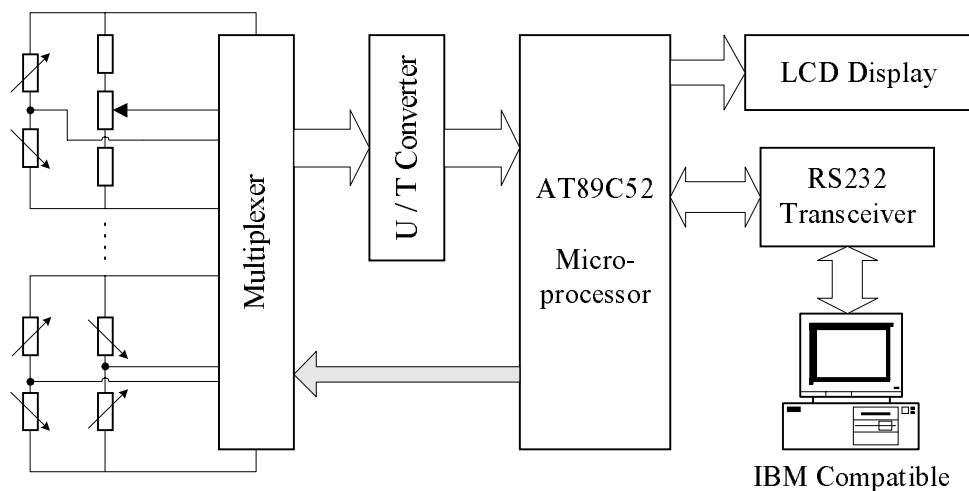 Multiplexer
U / T Converter
AT89C52
Micro-
processor
LCD Display
RS232
Transceiver
IBM Compatible